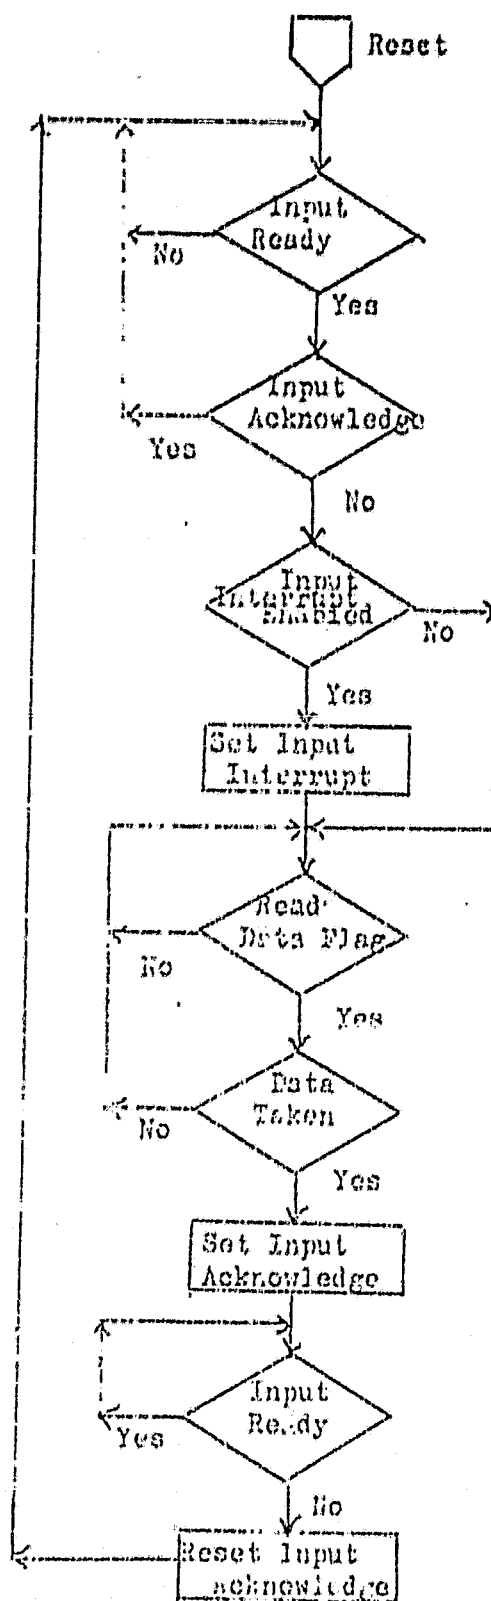 Reset
Input
Ready
No
Yes
Input
Acknowledge
Yes
No
Input
Interrupt
Enabled
No
Yes
Set Input
Interrupt
Read
Data Flag
No
Yes
Data
Taken
No
Yes
Set Input
Acknowledge
Input
Ready
Yes
No
Reset Input
Acknowledge